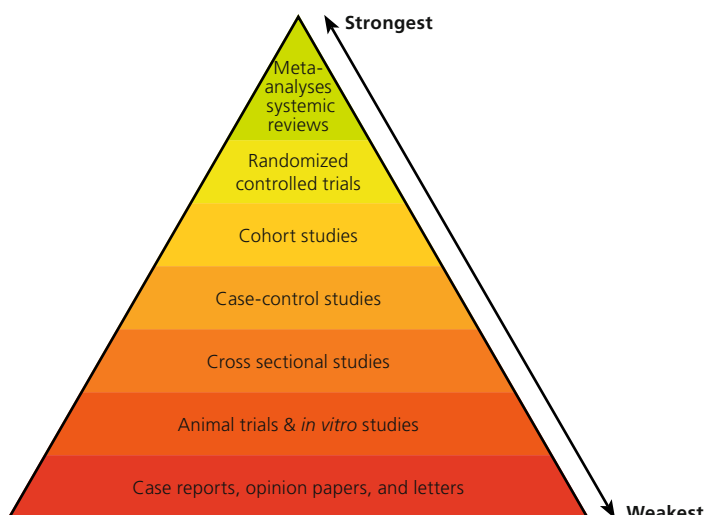 Strongest
Meta-
analyses
systemic
reviews
Randomized
controlled trials
Cohort studies
Case-control studies
Cross sectional studies
Animal trials & in vitro studies
Case reports, opinion papers, and letters
Weakest